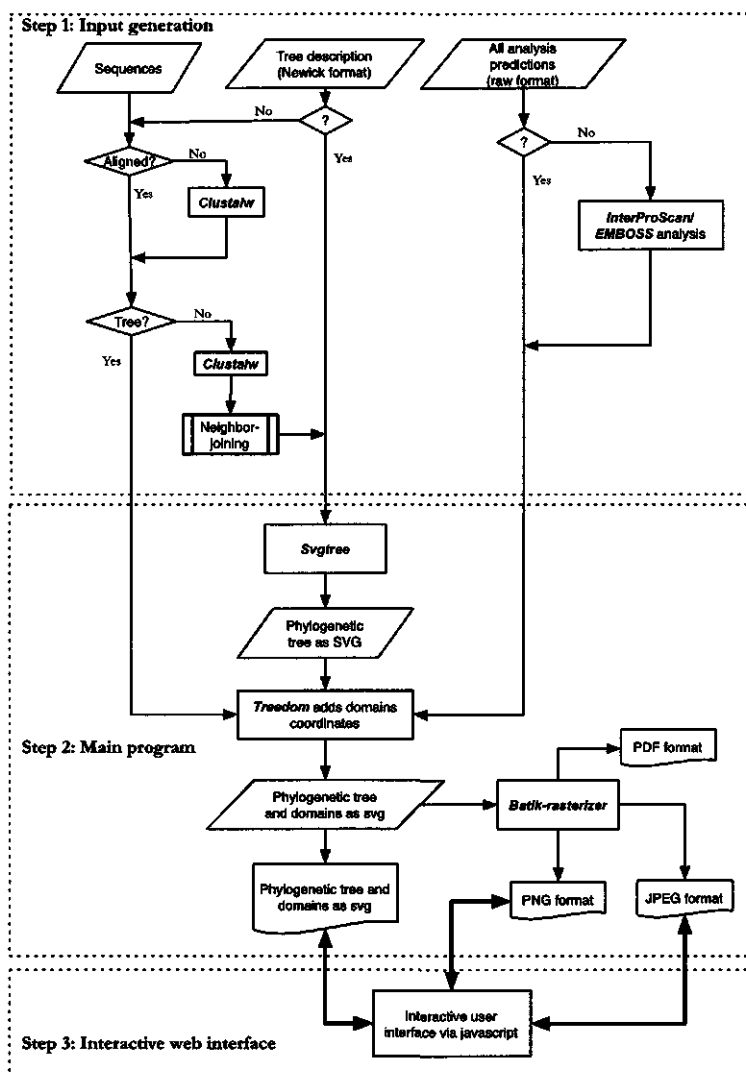 Step 1: Input generation
Sequences
Tree description
(Newick format)
All analysis
predictions
(raw format)
No
?
Yes
?
No
Yes
Aligned?
No
Yes
Clustalw
InterProScan/
EMBOSS analysis
Tree?
No
Yes
Clustalw
Neighbor-
joining
Svgtree
Phylogenetic
tree as SVG
Treedom adds domains
coordinates
Step 2: Main program
PDF format
Phylogenetic tree
and domains as svg
Batik-rasterizer
Phylogenetic tree and
domains as svg
PNG format
JPEG format
Interactive user
interface via javascript
Step 3: Interactive web interface